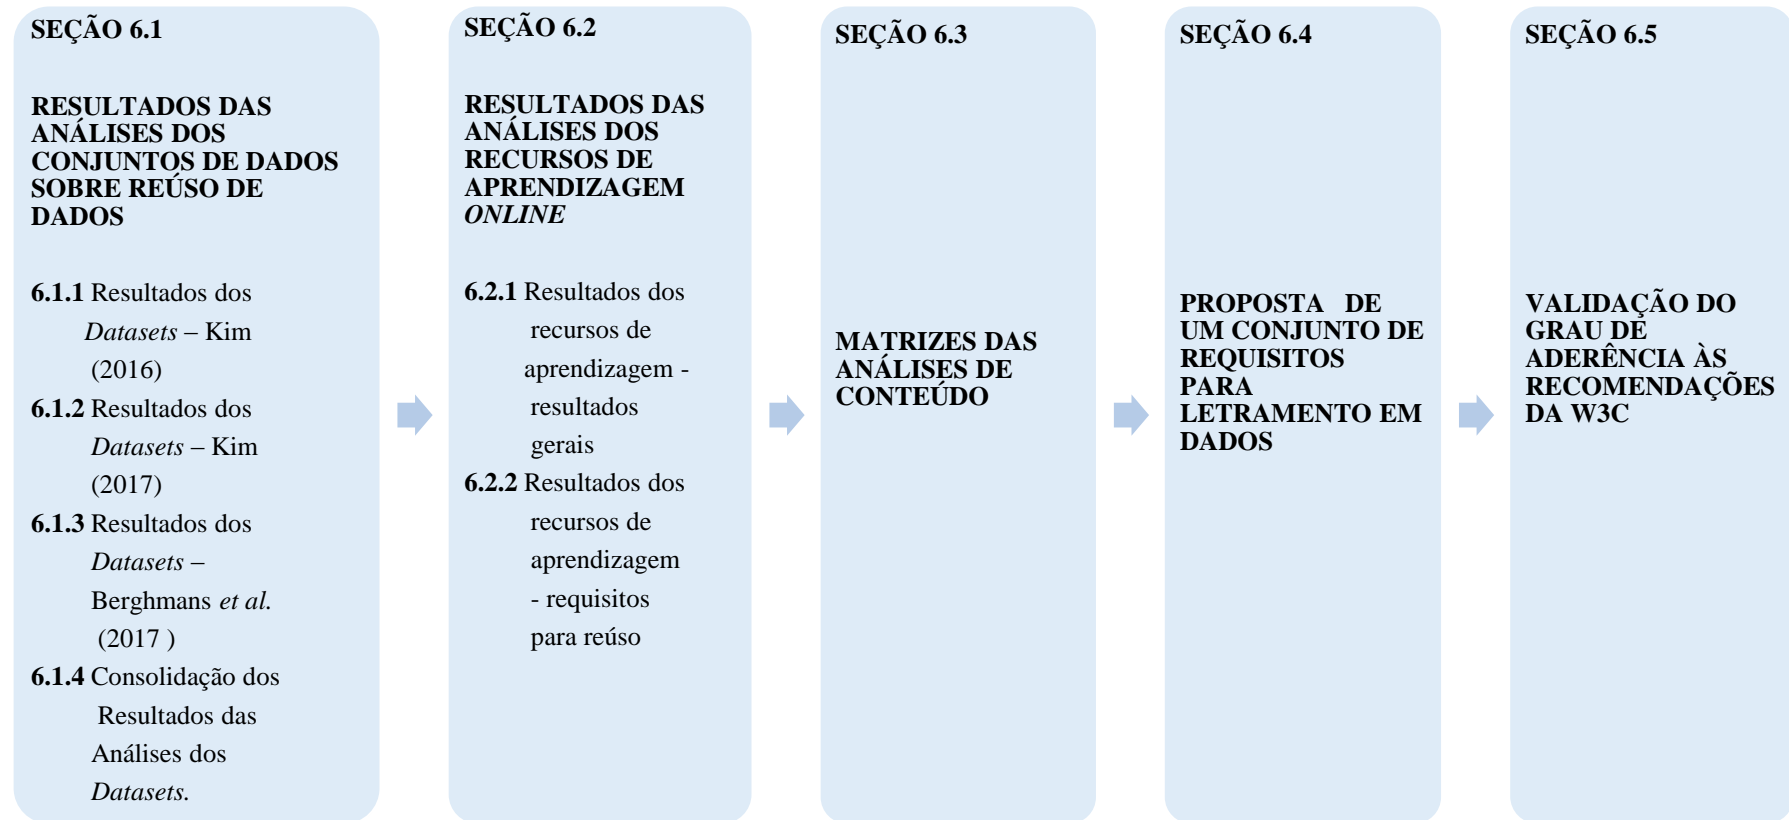 SEÇÃO 6.1
RESULTADOS DAS
ANÁLISES DOS
CONJUNTOS DE DADOS
SOBRE REÚSO DE
DADOS
6.1.1 Resultados dos
Datasets – Kim
(2016)
6.1.2 Resultados dos
Datasets – Kim
(2017)
6.1.3 Resultados dos
Datasets –
Berghmans et al.
(2017 )
6.1.4 Consolidação dos
Resultados das
Análises dos
Datasets.
SEÇÃO 6.2
RESULTADOS DAS
ANÁLISES DOS
RECURSOS DE
APRENDIZAGEM
ONLINE
6.2.1 Resultados dos
recursos de
aprendizagem -
resultados
gerais
6.2.2 Resultados dos
recursos de
aprendizagem
- requisitos
para reúso
SEÇÃO 6.3
MATRIZES DAS
ANÁLISES DE
CONTEÚDO
SEÇÃO 6.4
PROPOSTA DE
UM CONJUNTO DE
REQUISITOS
PARA
LETRAMENTO EM
DADOS
SEÇÃO 6.5
VALIDAÇÃO DO
GRAU DE
ADERÊNCIA ÀS
RECOMENDAÇÕES
DA W3C